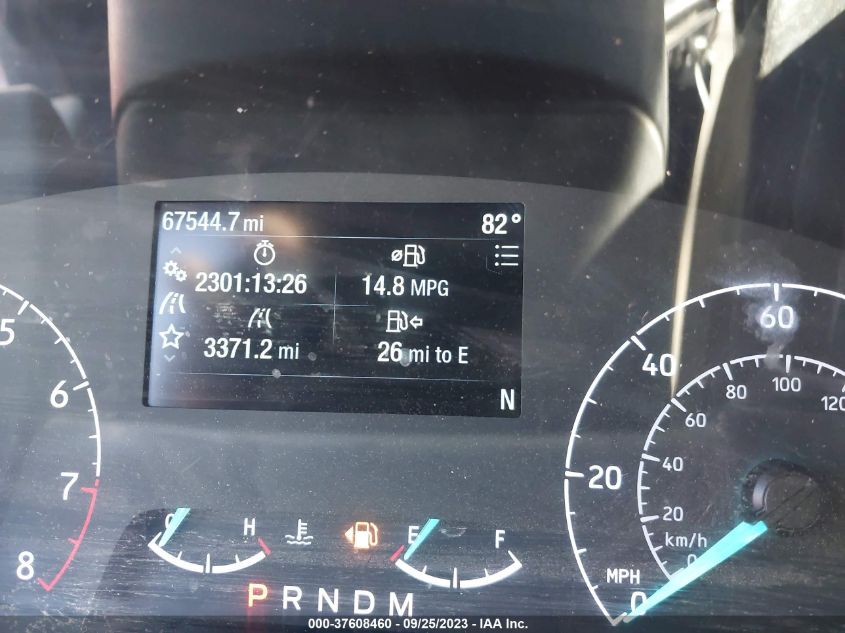 67544.7 mi 82°
2301:13:26 14.8 MPG
3371.2 mi 26 mi to E
N
5
6
7
8
C H
E F
P R N D M
0 20 40 60
MPH
0 20 40 60 80 100 120
km/h
000-37608460 - 09/25/2023 - IAA Inc.